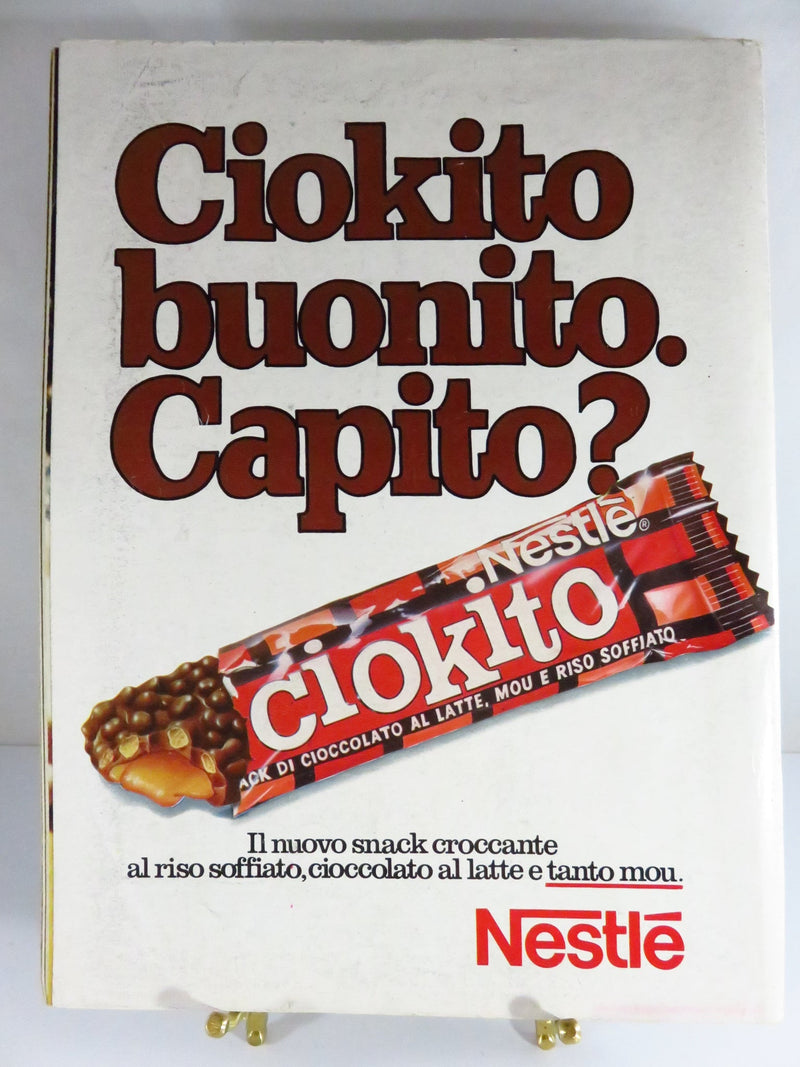 Ciokito
buonito.
Capito?
Nestlé®
ciokito
ACK DI CIOCCOLATO AL LATTE, MOU E RISO SOFFIATO
Il nuovo snack croccante
al riso soffiato, cioccolato al latte e tanto mou.
Nestlé